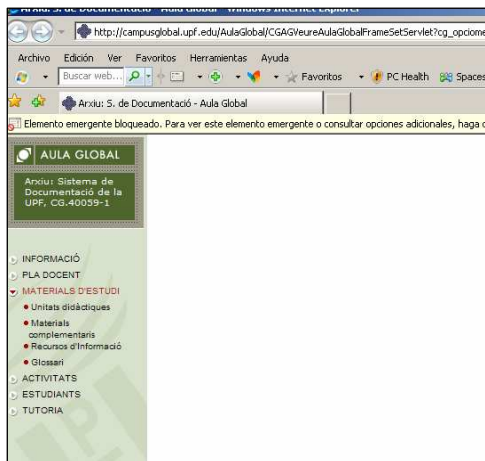 Arxiu: S. de Documentació - Aula Global - Windows Internet Explorer
http://campusglobal.upf.edu/AulaGlobal/CGAGVeureAulaGlobalFrameSetServlet?cg_opciome
Archivo Edición Ver Favoritos Herramientas Ayuda
Buscar web... Favoritos PC Health Spaces
Arxiu: S. de Documentació - Aula Global
Elemento emergente bloqueado. Para ver este elemento emergente o consultar opciones adicionales, haga c
AULA GLOBAL
Arxiu: Sistema de
Documentació de la
UPF, CG.40059-1
INFORMACIÓ
PLA DOCENT
MATERIALS D'ESTUDI
Unitats didàctiques
Materials
complementaris
Recursos d'Informació
Glossari
ACTIVITATS
ESTUDIANTS
TUTORIA